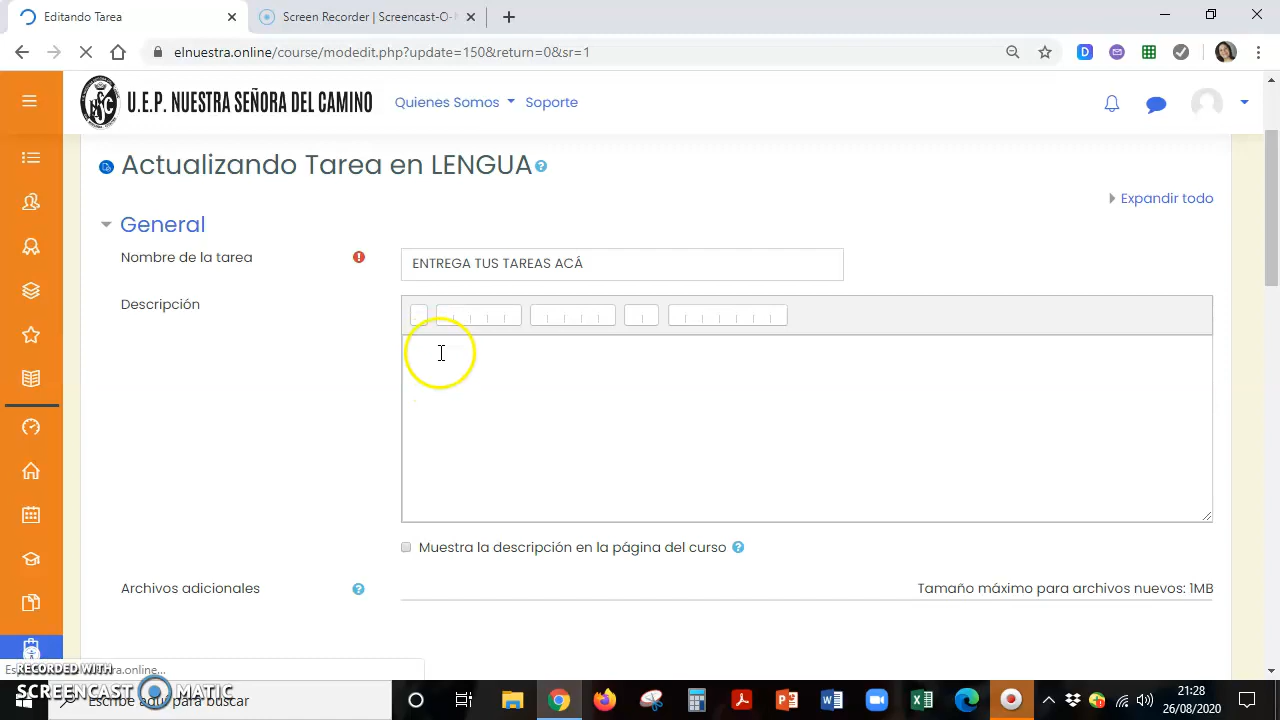 Editando Tarea
Screen Recorder | Screencast-O-
elnuestra.online/course/modedit.php?update=150&return=0&sr=1
U.E.P. NUESTRA SEÑORA DEL CAMINO
Quienes Somos
Soporte
Actualizando Tarea en LENGUA
Expandir todo
General
Nombre de la tarea
ENTREGA TUS TAREAS ACÁ
Descripción
Muestra la descripción en la página del curso
Archivos adicionales
Tamaño máximo para archivos nuevos: 1MB
RECORDED WITH
SCREENCAST MATIC
Escribe aquí para buscar
21:28
26/08/2020